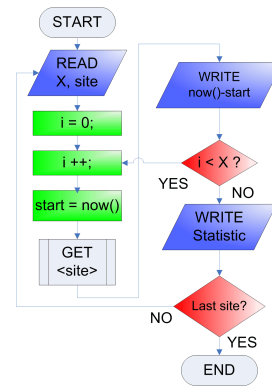 START
READ
X, site
i = 0;
i ++;
start = now()
GET
<site>
WRITE
now()-start
i < X ?
YES
NO
WRITE
Statistic
Last site?
NO
YES
END